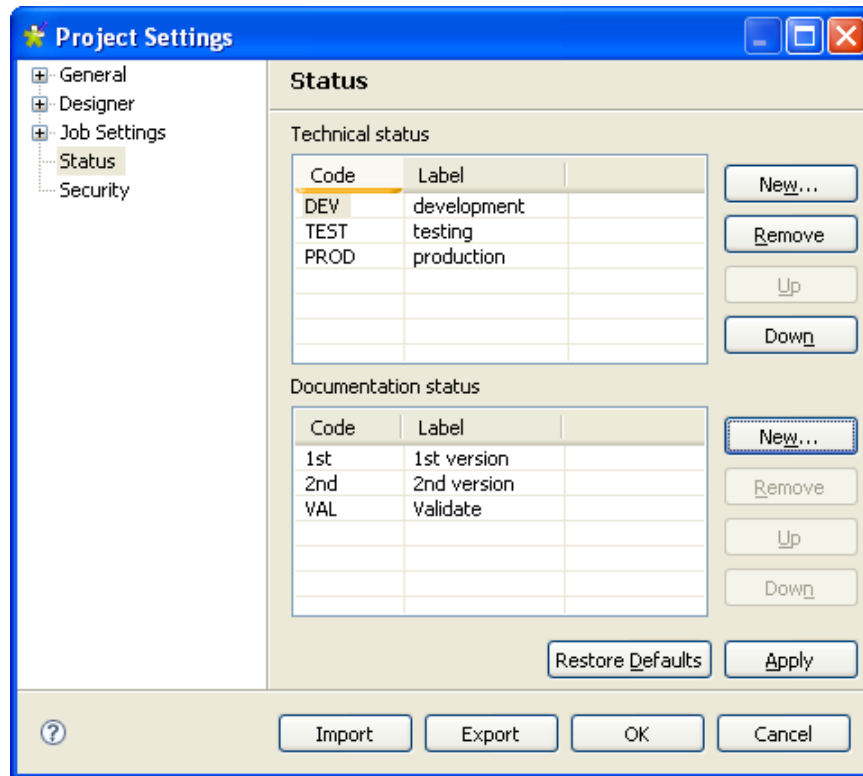 Project Settings
General
Designer
Job Settings
Status
Security
Status
Technical status
Code Label
DEV development
TEST testing
PROD production
New...
Remove
Up
Down
Documentation status
Code Label
1st 1st version
2nd 2nd version
VAL Validate
New...
Remove
Up
Down
Restore Defaults Apply
? Import Export OK Cancel